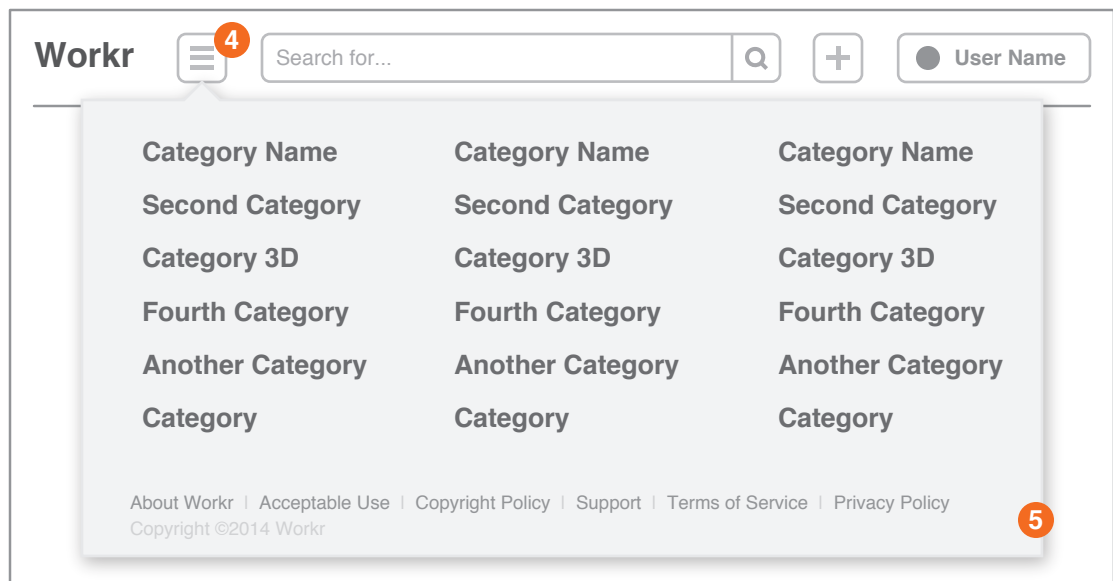 Workr 4 Search for... User Name
Category Name Category Name Category Name
Second Category Second Category Second Category
Category 3D Category 3D Category 3D
Fourth Category Fourth Category Fourth Category
Another Category Another Category Another Category
Category Category Category
About Workr | Acceptable Use | Copyright Policy | Support | Terms of Service | Privacy Policy
5
Copyright ©2014 Workr